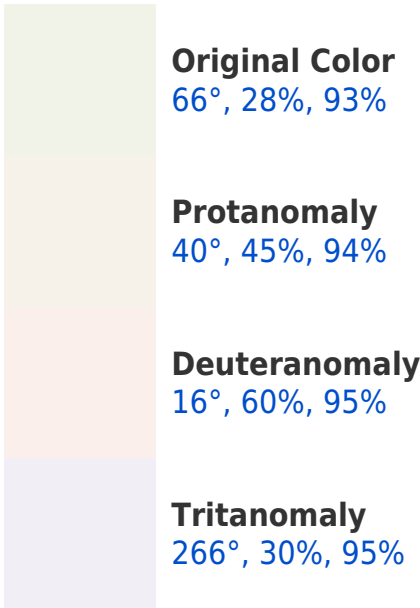 Original Color
66°, 28%, 93%
Protanomaly
40°, 45%, 94%
Deuteranomaly
16°, 60%, 95%
Tritanomaly
266°, 30%, 95%